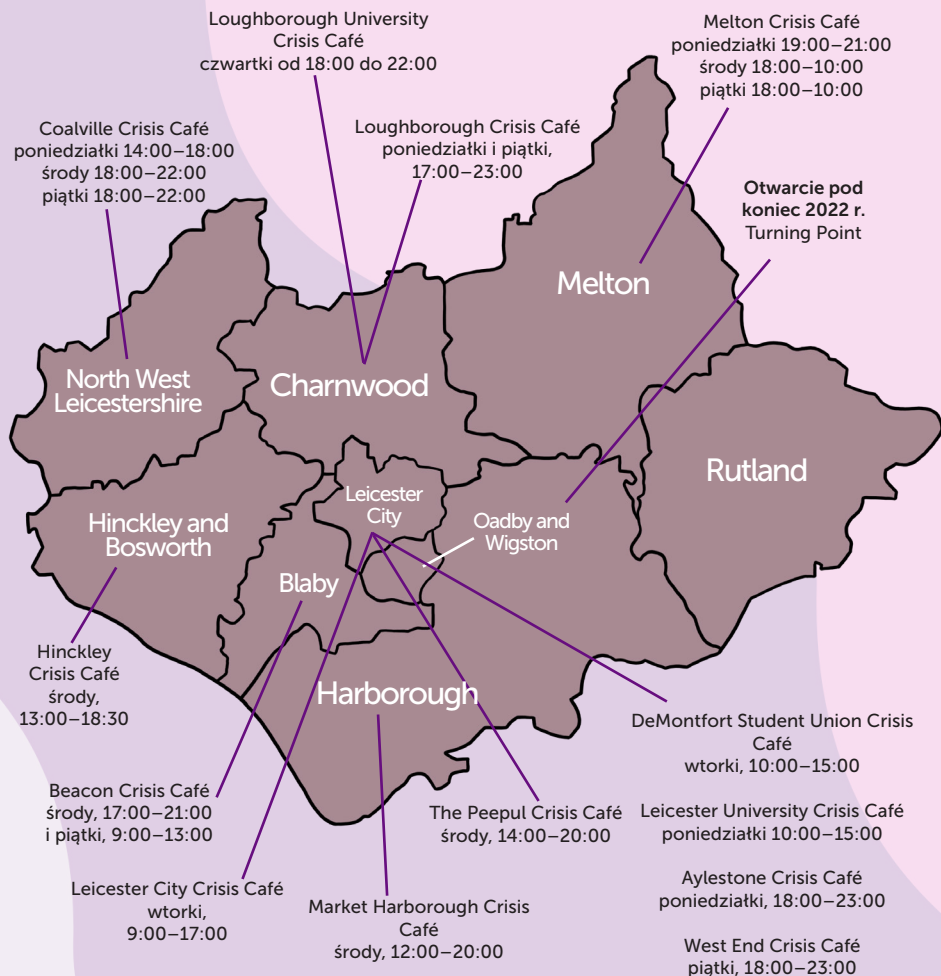 Loughborough University
Crisis Café
czwartki od 18:00 do 22:00
Melton Crisis Café
poniedziałki 19:00–21:00
środy 18:00–10:00
piątki 18:00–10:00
Coalville Crisis Café
poniedziałki 14:00–18:00
środy 18:00–22:00
piątki 18:00–22:00
Loughborough Crisis Café
poniedziałki i piątki,
17:00–23:00
Otwarcie pod
koniec 2022 r.
Turning Point
Melton
North West
Leicestershire
Charnwood
Rutland
Leicester
City
Hinckley and
Bosworth
Oadby and
Wigston
Blaby
Harborough
Hinckley
Crisis Café
środy,
13:00–18:30
DeMontfort Student Union Crisis
Café
wtorki, 10:00–15:00
Beacon Crisis Café
środy, 17:00–21:00
i piątki, 9:00–13:00
The Peepul Crisis Café
środy, 14:00–20:00
Leicester University Crisis Café
poniedziałki 10:00–15:00
Leicester City Crisis Café
wtorki,
9:00–17:00
Market Harborough Crisis
Café
środy, 12:00–20:00
Aylestone Crisis Café
poniedziałki, 18:00–23:00
West End Crisis Café
piątki, 18:00–23:00